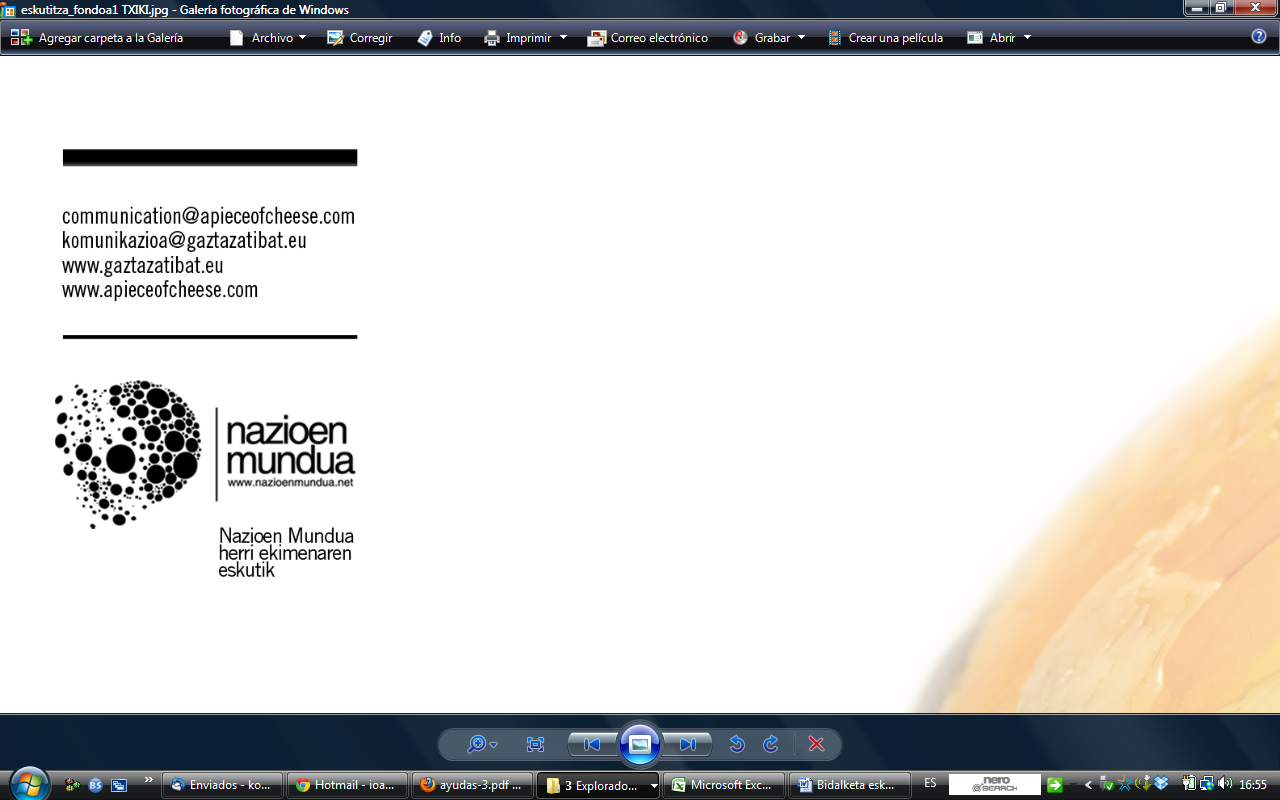 eskutitza_fondoa1 TXIKI.jpg - Galería fotográfica de Windows
Agregar carpeta a la Galería Archivo Corregir Info Imprimir Correo electrónico Grabar Crear una película Abrir
communication@apieceofcheese.com
komunikazioa@gaztazatibat.eu
www.gaztazatibat.eu
www.apieceofcheese.com
nazioen
mundua
www.nazioenmundua.net
Nazioen Mundua
herri ekimenaren
eskutik
Enviados - ko... Hotmail - ioa... ayudas-3.pdf ... 3 Explorado... Microsoft Exc... Bidalketa esk... ES nero SEARCH 16:55